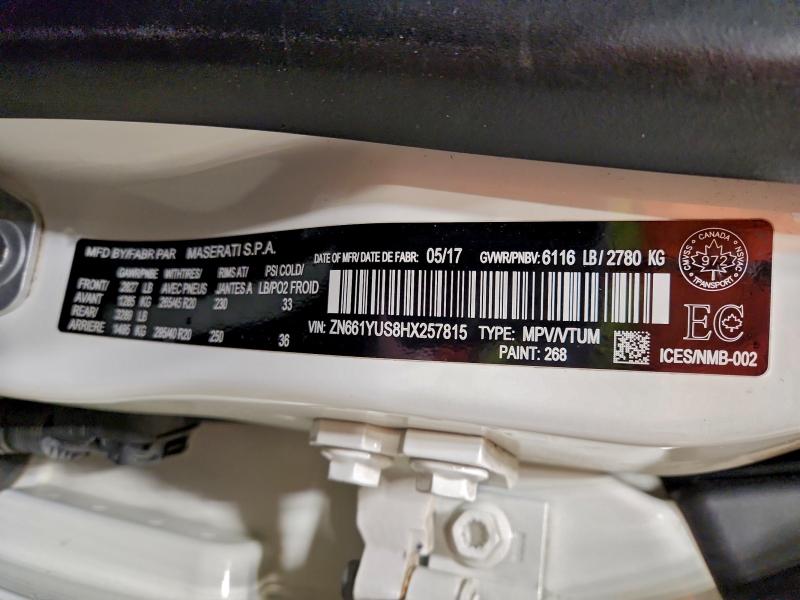 MFD BY/FABR PAR MASERATI S.P.A.
DATE OF MFR/DATE DE FABR: 05/17 GVWR/PNBV: 6116 LB / 2780 KG
GAWR/PNBE WITH TIRES/ RIMS AT/ PSI COLD/
FRONT/ 2827 LB AVEC PNEUS JANTES A LB/PO2 FROID
AVANT 1285 KG 265/45 R20 230 33
REAR/ 3289 LB
ARRIERE 1495 KG 295/40 R20 250 36
VIN: ZN661YUS8HX257815 TYPE: MPV/VTUM
PAINT: 268
CANADA
972
TRANSPORT
CMVSS
NSVAC
EC
ICES/NMB-002